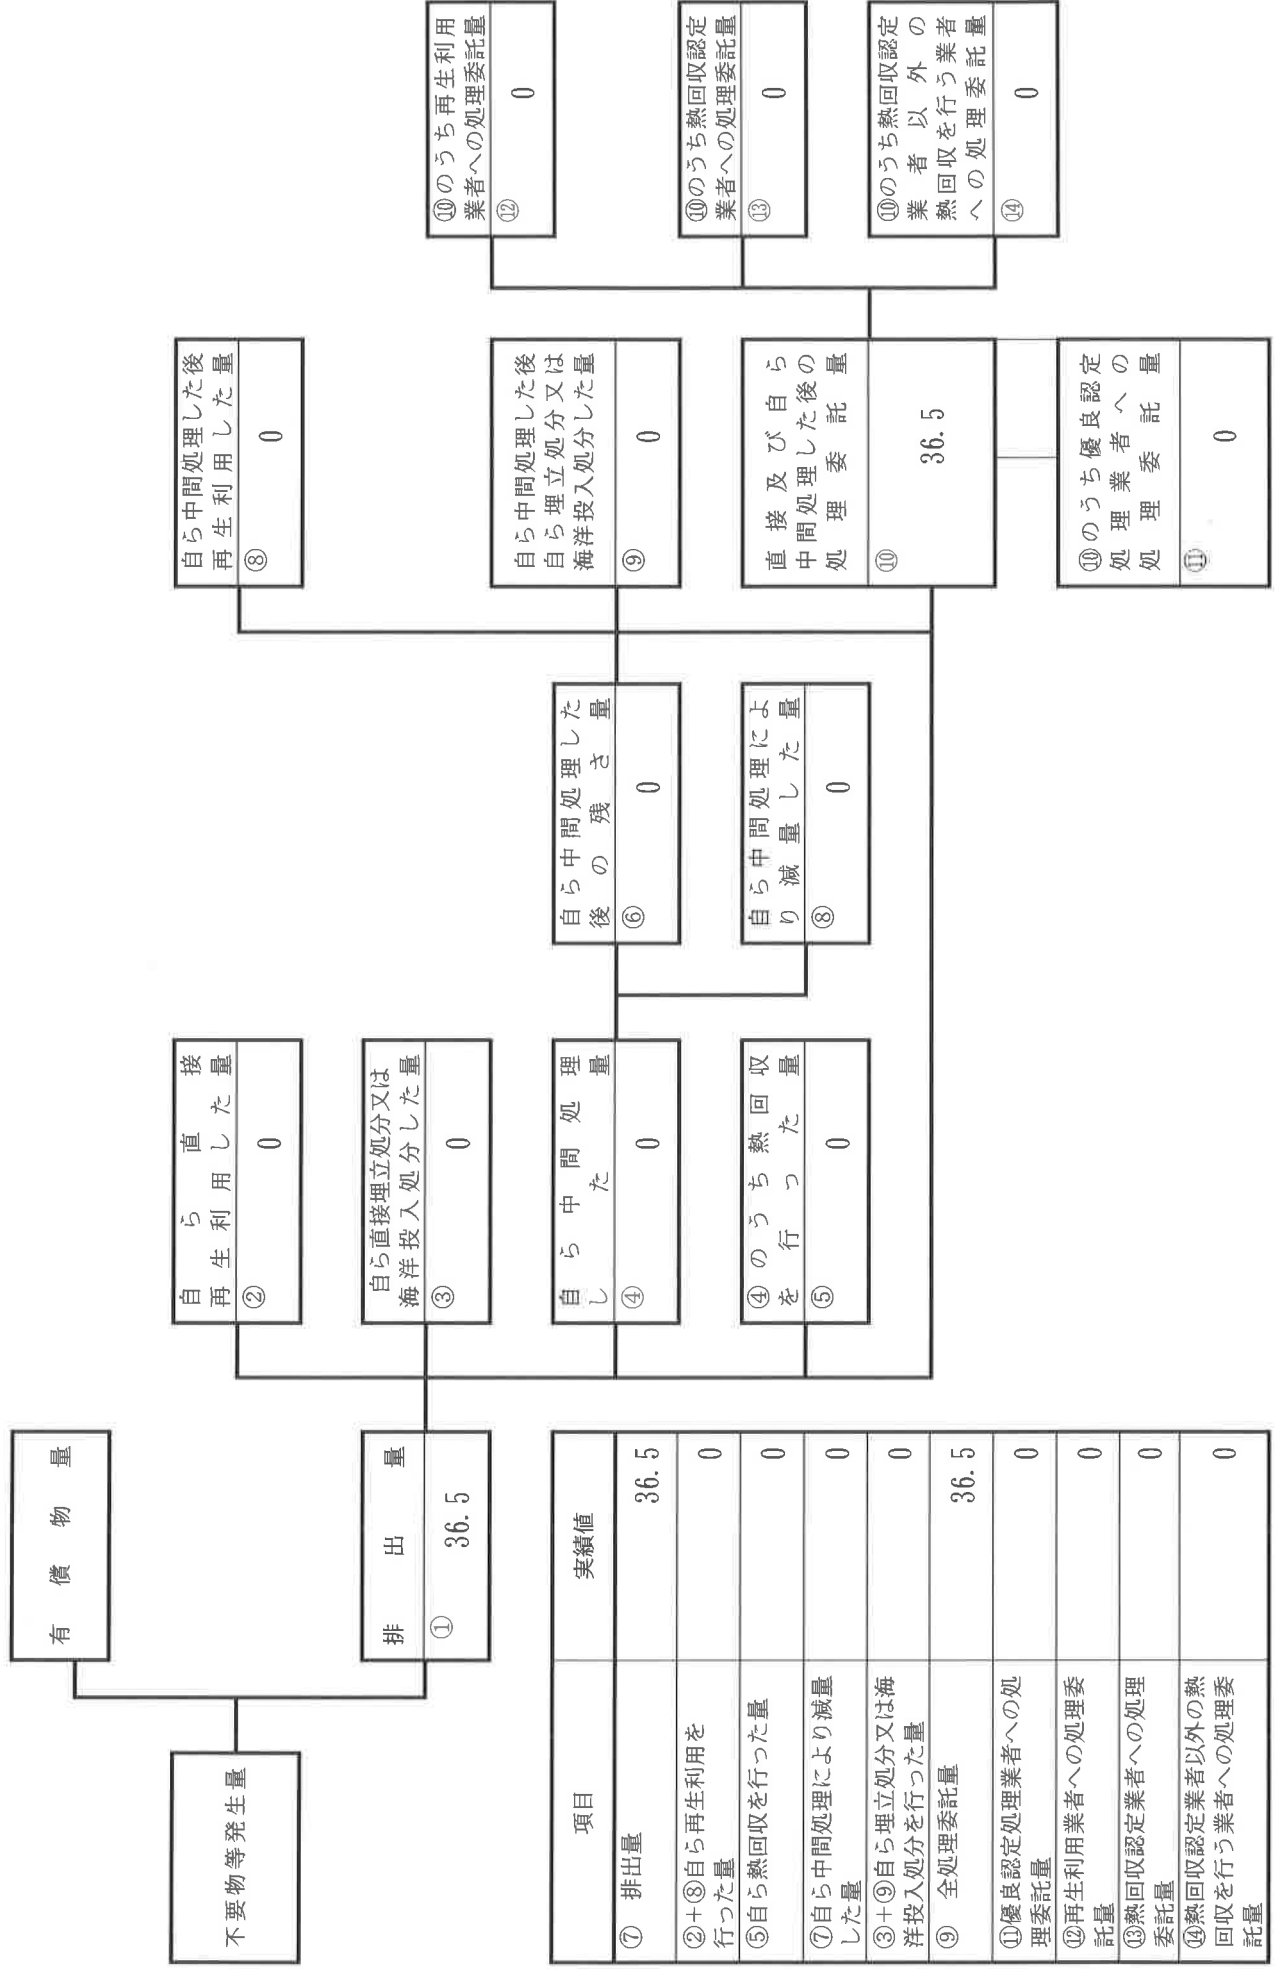 不要物等発生量
有償物量
排出量
① 36.5
自ら直接
再生利用した量
② 0
自ら直接埋立処分又は
海洋投入処分した量
③ 0
自ら中間処理
した量
④ 0
④のうち熱回収
を行った量
⑤ 0
自ら中間処理した
後の残さ量
⑥ 0
自ら中間処理によ
り減量した量
⑧ 0
自ら中間処理した後
再生利用した量
⑧ 0
自ら中間処理した後
自ら埋立処分又は
海洋投入処分した量
⑨ 0
直接及び自ら
中間処理した後の
処理委託量
⑩ 36.5
⑩のうち優良認定
処理業者への
処理委託量
⑪ 0
⑩のうち再生利用
業者への処理委託量
⑫ 0
⑩のうち熱回収認定
業者への処理委託量
⑬ 0
⑩のうち熱回収認定
業者以外の
熱回収を行う業者
への処理委託量
⑭ 0
項目 実績値
⑦ 排出量 36.5
②+⑧自ら再生利用を
行った量 0
⑤自ら熱回収を行った量 0
⑦自ら中間処理により減量
した量 0
③+⑨自ら埋立処分又は海
洋投入処分を行った量 0
⑨ 全処理委託量 36.5
⑪優良認定処理業者への処
理委託量 0
⑫再生利用業者への処理委
託量 0
⑬熱回収認定業者への処理
委託量 0
⑭熱回収認定業者以外の熱
回収を行う業者への処理委
託量 0